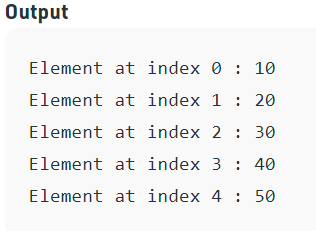 Output
Element at index 0 : 10
Element at index 1 : 20
Element at index 2 : 30
Element at index 3 : 40
Element at index 4 : 50